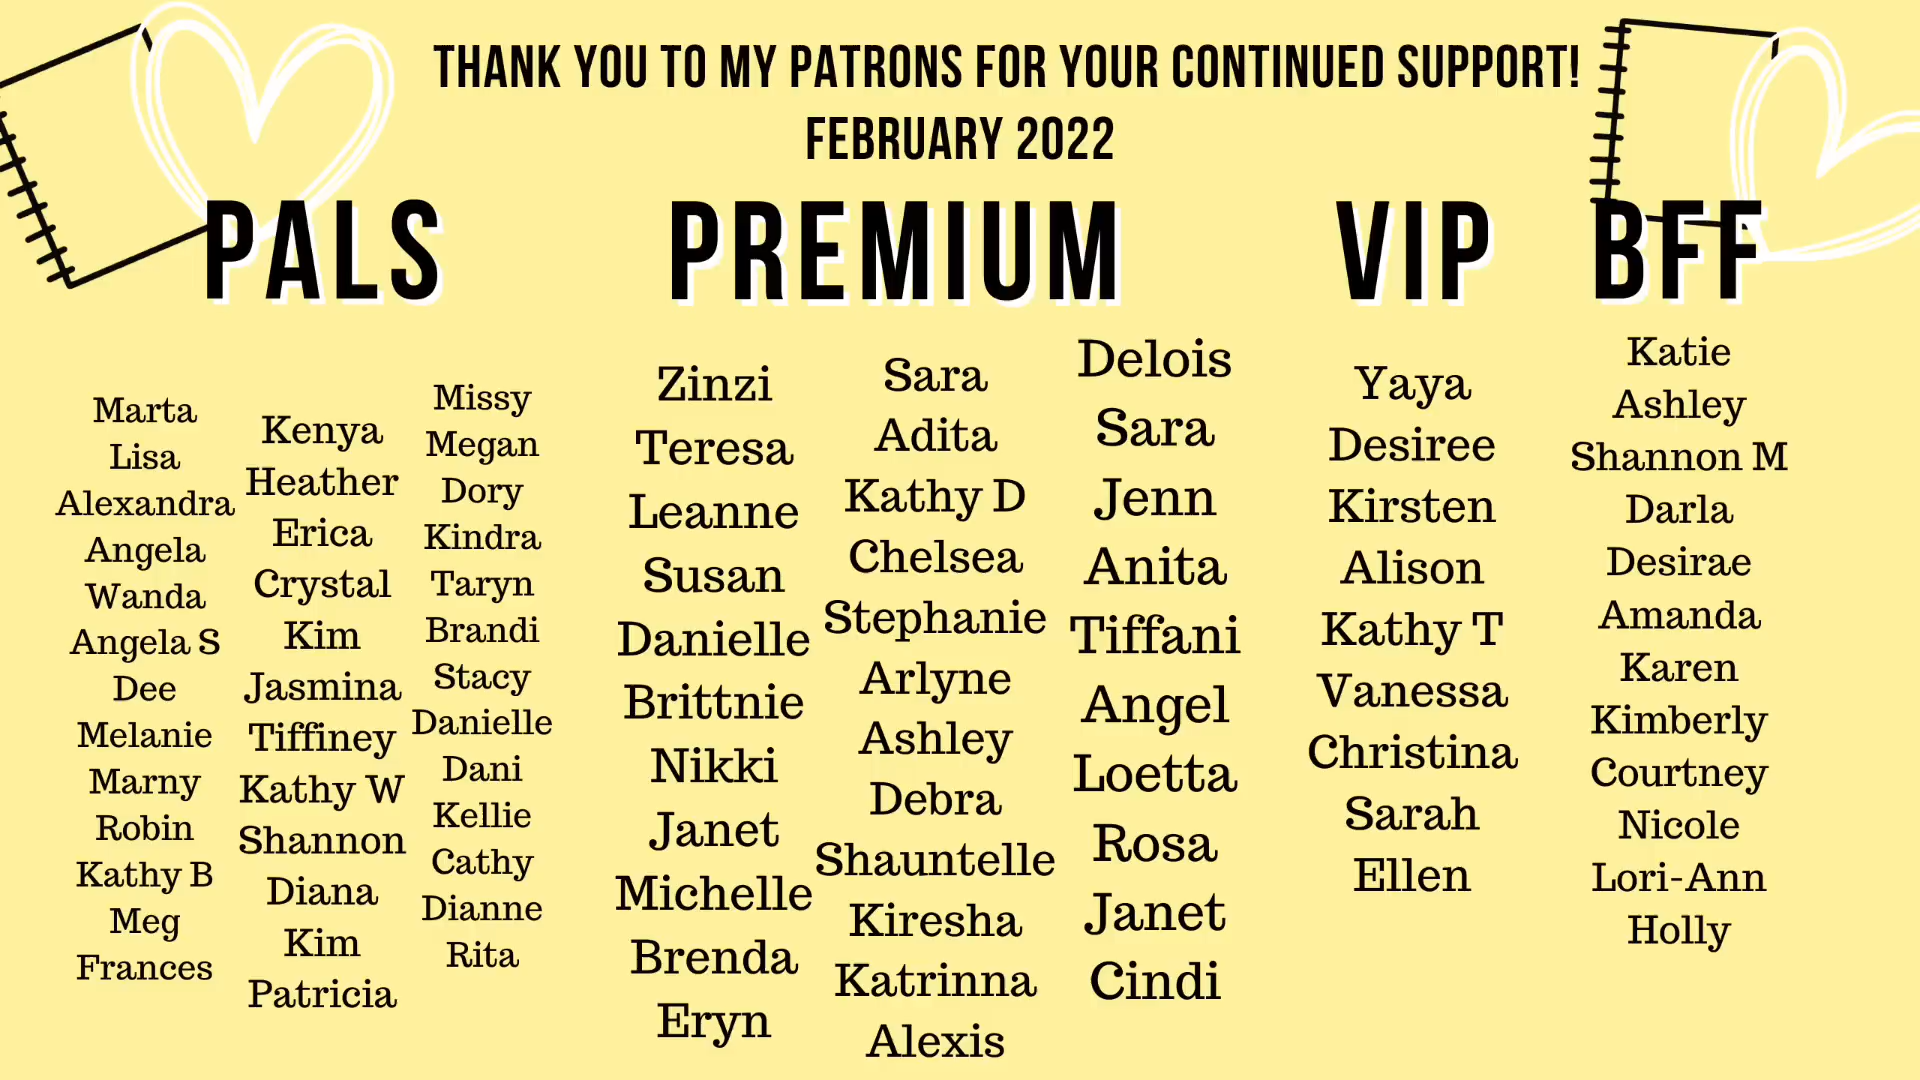 THANK YOU TO MY PATRONS FOR YOUR CONTINUED SUPPORT!
FEBRUARY 2022
PALS
Marta
Lisa
Alexandra
Angela
Wanda
Angela S
Dee
Melanie
Marny
Robin
Kathy B
Meg
Frances
Kenya
Heather
Erica
Crystal
Kim
Jasmina
Tiffiney
Kathy W
Shannon
Diana
Kim
Patricia
Missy
Megan
Dory
Kindra
Taryn
Brandi
Stacy
Danielle
Dani
Kellie
Cathy
Dianne
Rita
PREMIUM
Zinzi
Teresa
Leanne
Susan
Danielle
Brittnie
Nikki
Janet
Michelle
Brenda
Eryn
Sara
Adita
Kathy D
Chelsea
Stephanie
Arlyne
Ashley
Debra
Shauntelle
Kiresha
Katrinna
Alexis
Delois
Sara
Jenn
Anita
Tiffani
Angel
Loetta
Rosa
Janet
Cindi
VIP
Yaya
Desiree
Kirsten
Alison
Kathy T
Vanessa
Christina
Sarah
Ellen
BFF
Katie
Ashley
Shannon M
Darla
Desirae
Amanda
Karen
Kimberly
Courtney
Nicole
Lori-Ann
Holly